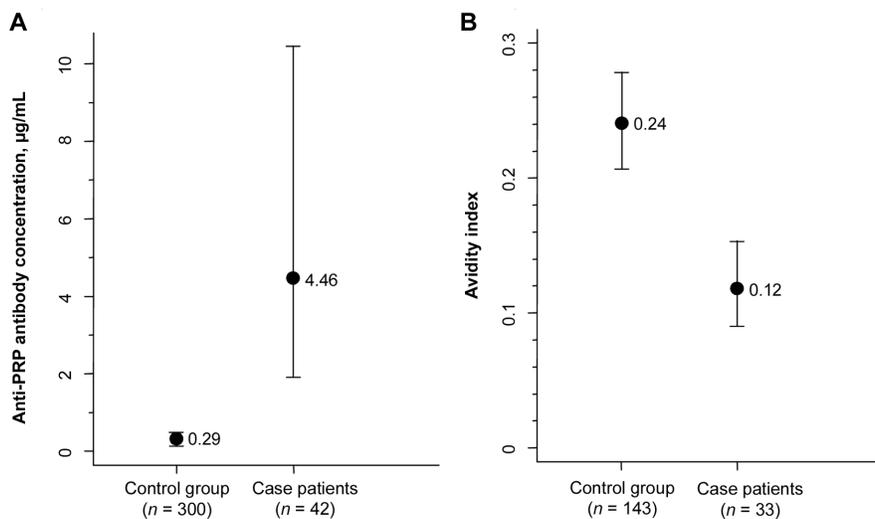 A
Anti-PRP antibody concentration, µg/mL
10
8
6
4
2
0
4.46
0.29
Control group
(n = 300)
Case patients
(n = 42)
B
Avidity index
0.3
0.2
0.1
0
0.24
0.12
Control group
(n = 143)
Case patients
(n = 33)